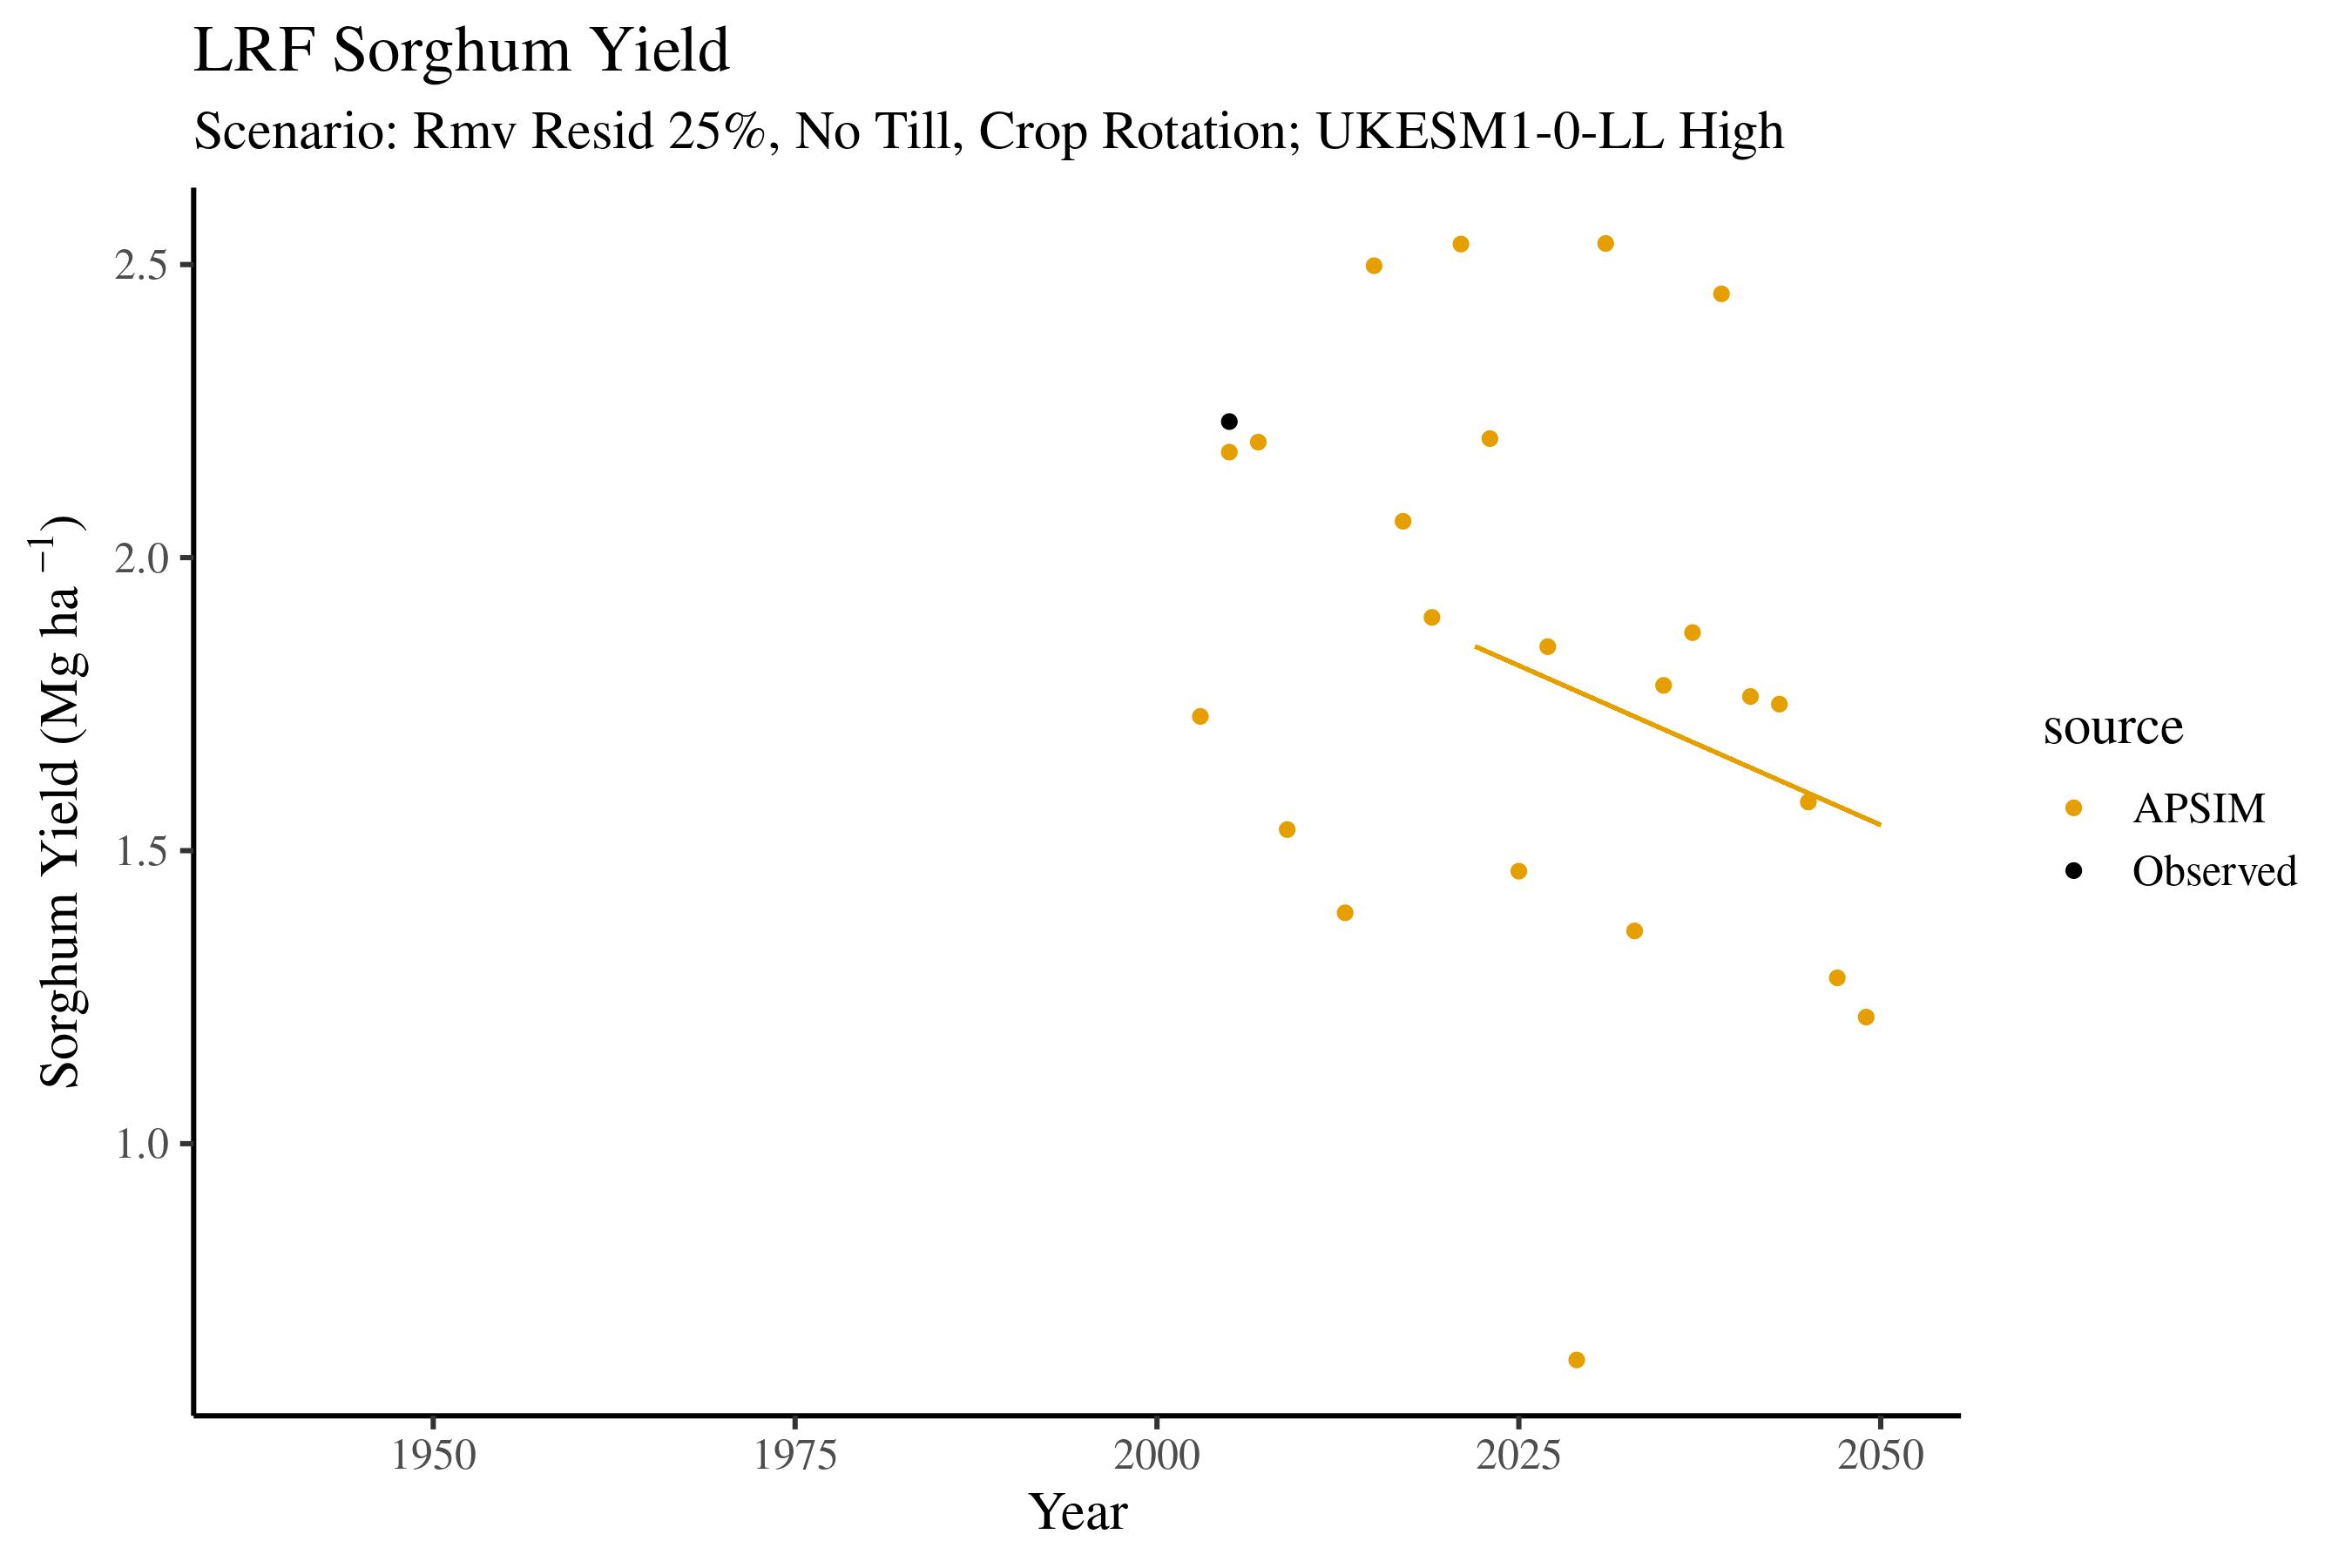 LRF Sorghum Yield
Scenario: Rmv Resid 25%, No Till, Crop Rotation; UKESM1-0-LL High
Sorghum Yield (Mg ha −1)
2.5
2.0
1.5
1.0
1950 1975 2000 2025 2050
Year
source
APSIM
Observed